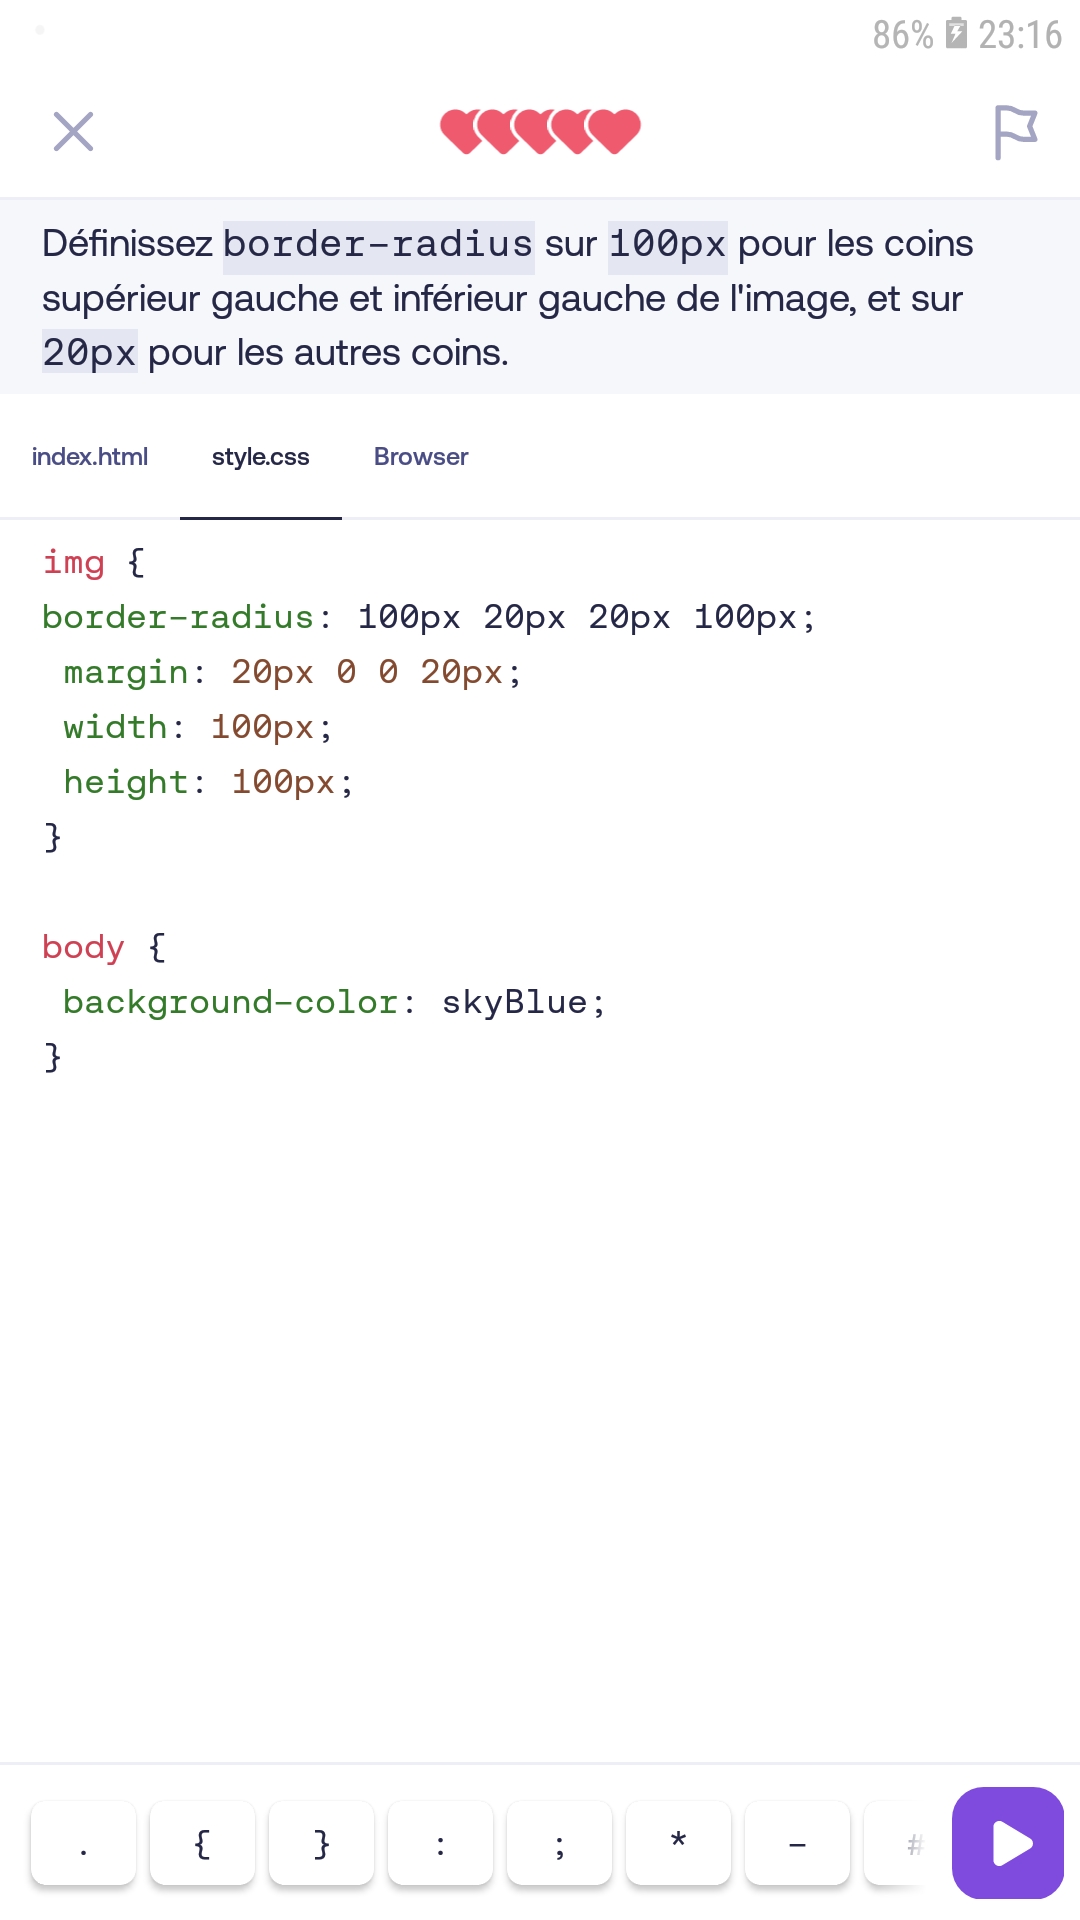 86% 23:16
Définissez border-radius sur 100px pour les coins
supérieur gauche et inférieur gauche de l'image, et sur
20px pour les autres coins.
index.html style.css Browser
img {
border-radius: 100px 20px 20px 100px;
margin: 20px 0 0 20px;
width: 100px;
height: 100px;
}
body {
background-color: skyBlue;
}
. { } : ; * - #